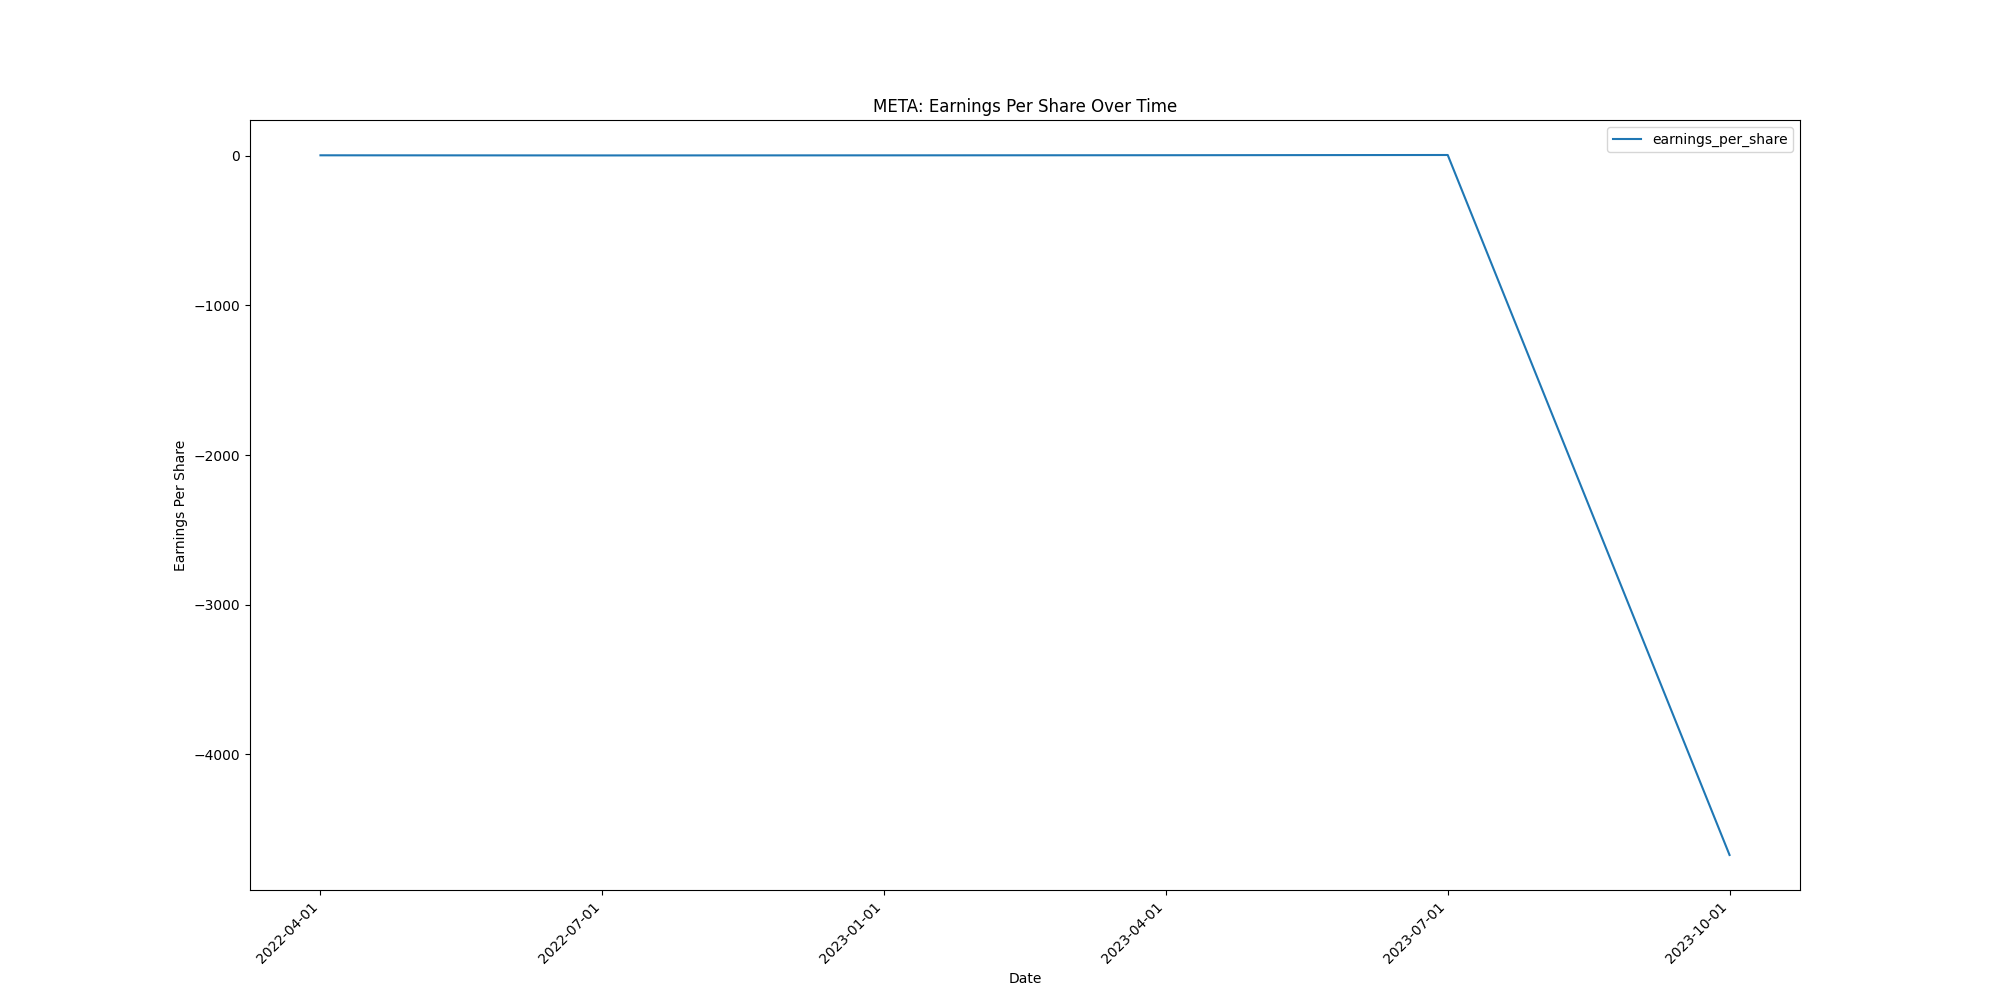 META: Earnings Per Share Over Time
earnings_per_share
0
−1000
−2000
−3000
−4000
Earnings Per Share
2022-04-01
2022-07-01
2023-01-01
2023-04-01
2023-07-01
2023-10-01
Date